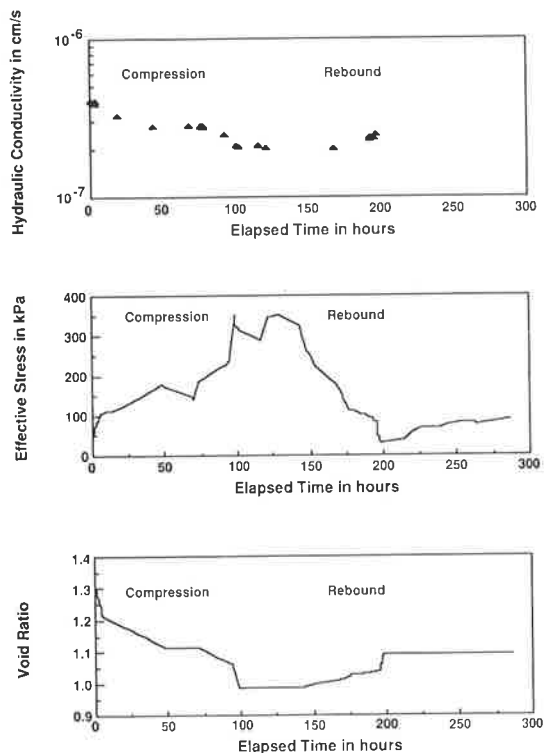 Hydraulic Conductivity in cm/s
10-6
Compression
Rebound
10-7
0
50
100
150
200
250
300
Elapsed Time in hours
Effective Stress in kPa
400
300
200
100
0
Compression
Rebound
0
50
100
150
200
250
300
Elapsed Time in hours
Void Ratio
1.4
1.3
1.2
1.1
1.0
0.9
Compression
Rebound
0
50
100
150
200
250
300
Elapsed Time in hours